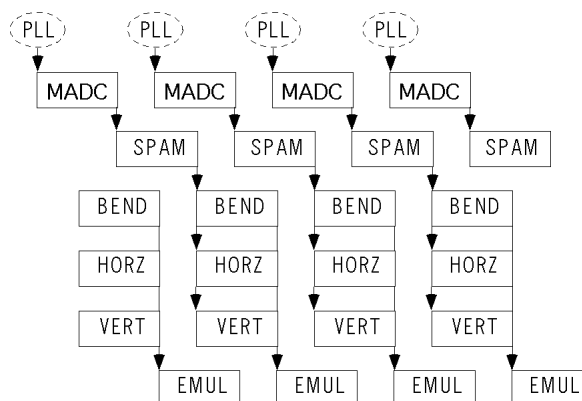 PLL PLL PLL PLL
MADC MADC MADC MADC
SPAM SPAM SPAM SPAM
BEND BEND BEND BEND
HORZ HORZ HORZ HORZ
VERT VERT VERT VERT
EMUL EMUL EMUL EMUL